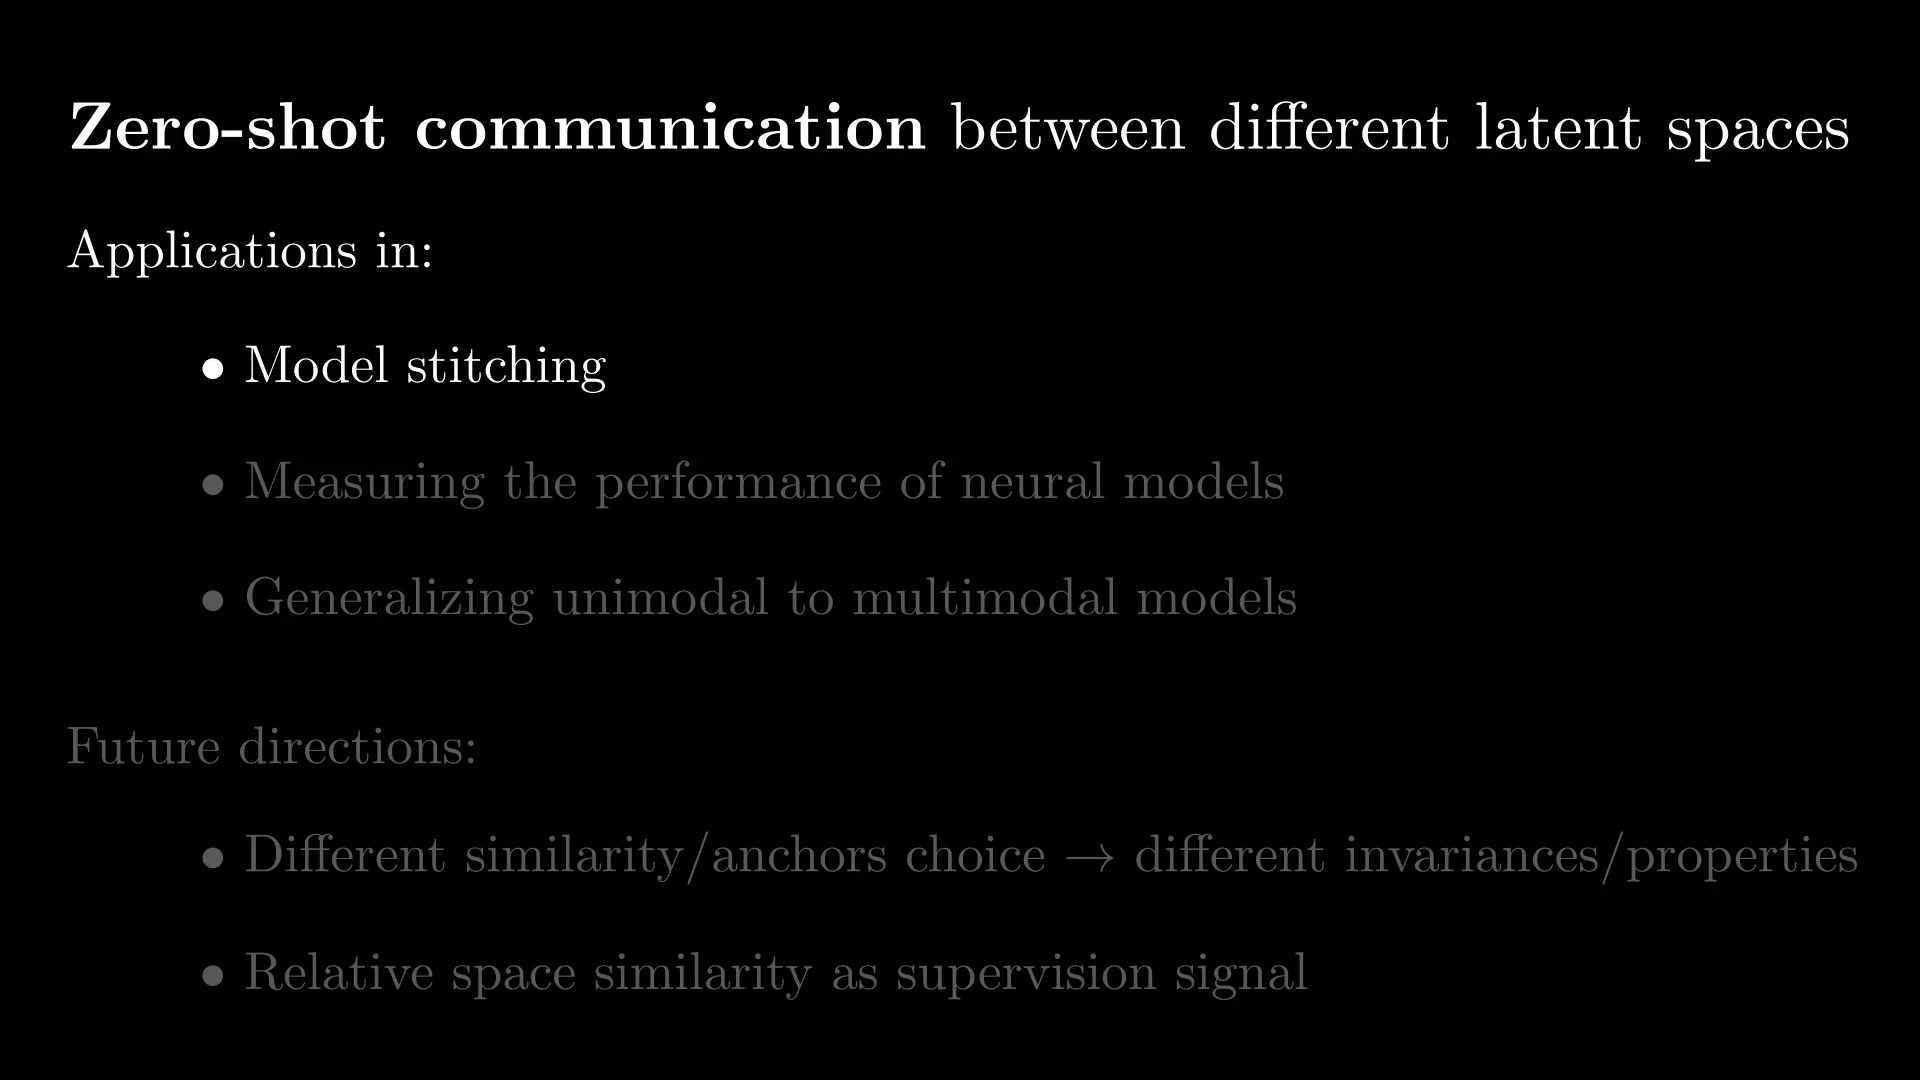 Zero-shot communication between different latent spaces
Applications in:
• Model stitching
• Measuring the performance of neural models
• Generalizing unimodal to multimodal models
Future directions:
• Different similarity/anchors choice → different invariances/properties
• Relative space similarity as supervision signal